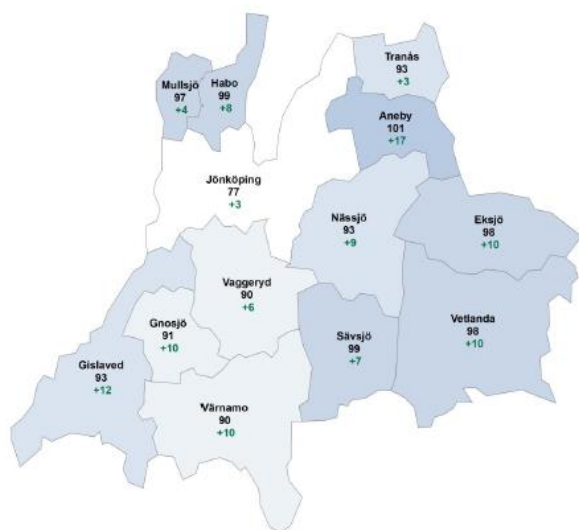 Tranås
93
+3
Mullsjö
97
+4
Habo
99
+8
Aneby
101
+17
Jönköping
77
+3
Nässjö
93
+9
Eksjö
98
+10
Vaggeryd
90
+6
Gnosjö
91
+10
Vetlanda
98
+10
Sävsjö
99
+7
Gislaved
93
+12
Värnamo
90
+10